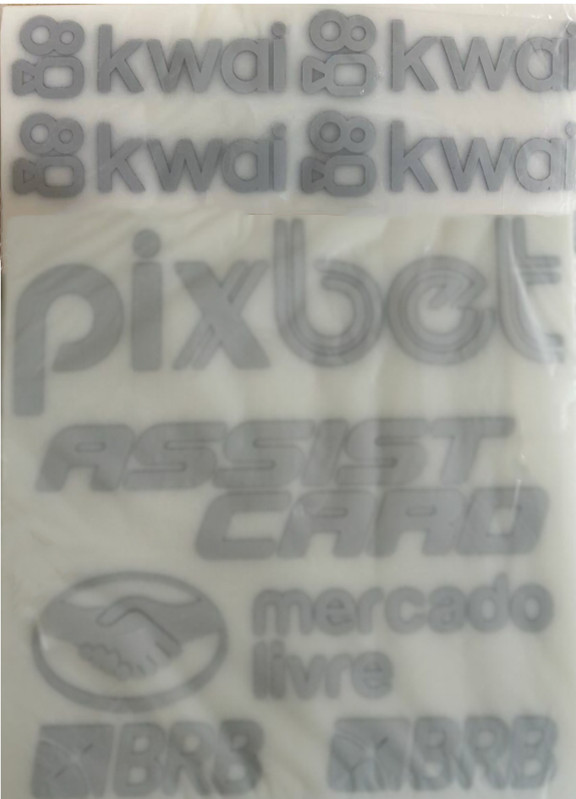 kwai kwai
kwai kwai
pixbet
ASSIST
CARD
mercado
livre
BRB BRB